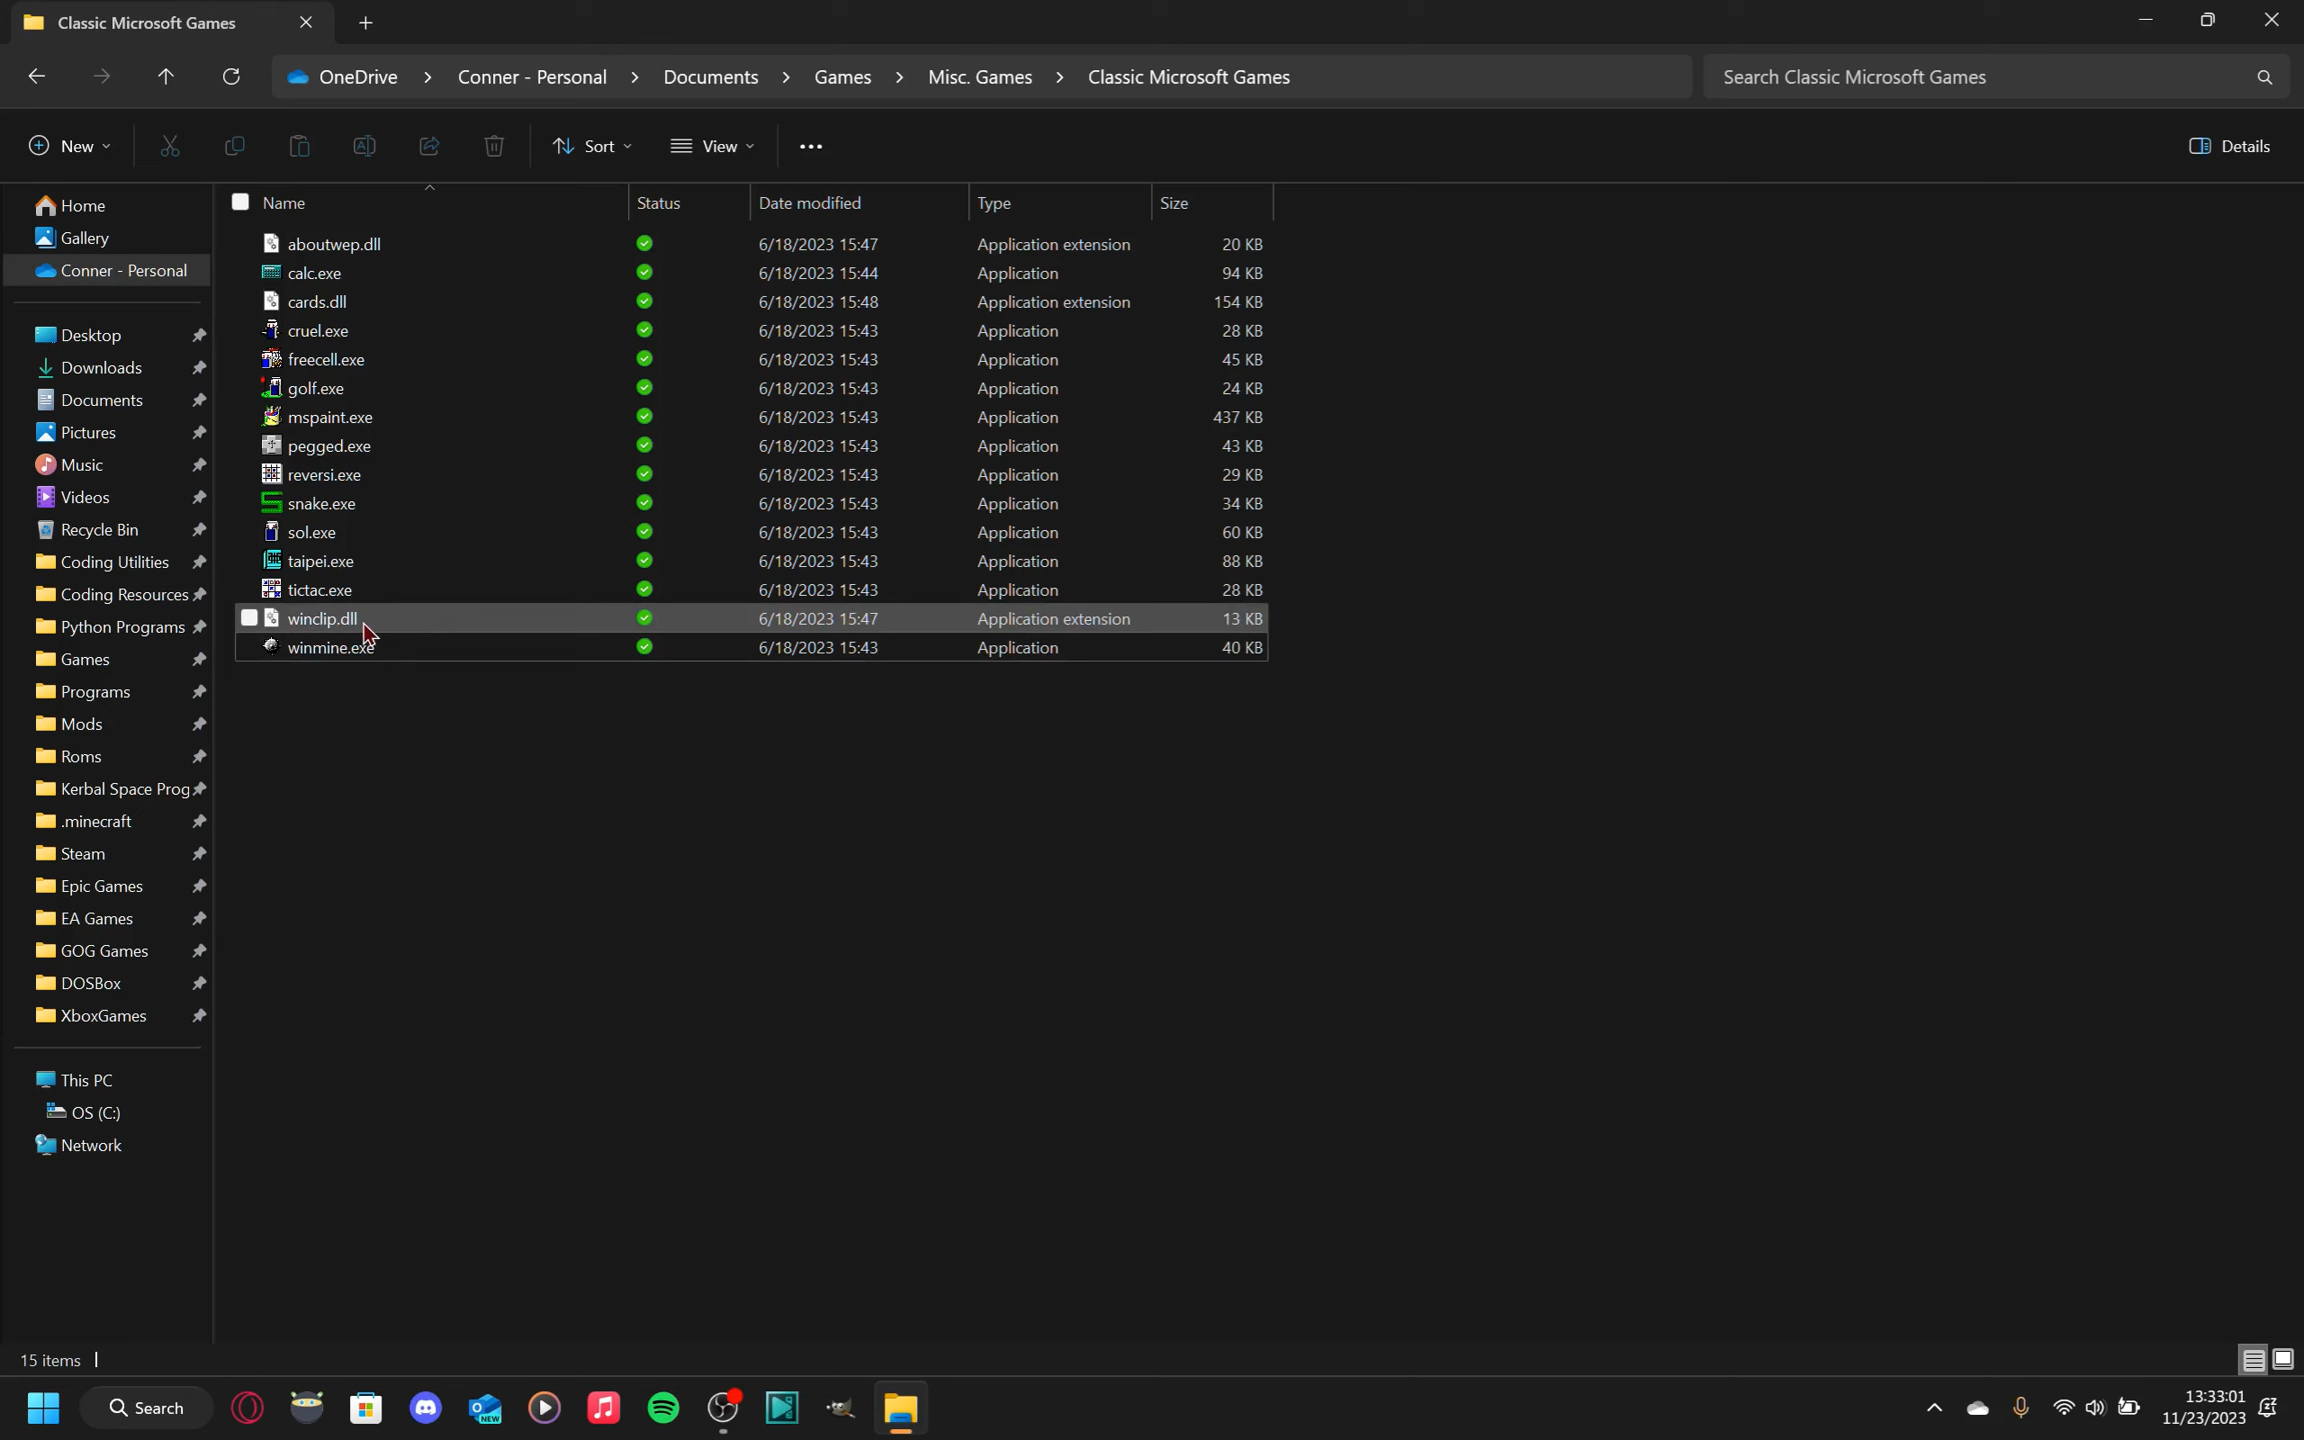 Classic Microsoft Games
OneDrive > Conner - Personal > Documents > Games > Misc. Games > Classic Microsoft Games
Search Classic Microsoft Games
New
Sort
View
Details
Home
Gallery
Conner - Personal
Desktop
Downloads
Documents
Pictures
Music
Videos
Recycle Bin
Coding Utilities
Coding Resources
Python Programs
Games
Programs
Mods
Roms
Kerbal Space Prog
.minecraft
Steam
Epic Games
EA Games
GOG Games
DOSBox
XboxGames
This PC
OS (C:)
Network
Name Status Date modified Type Size
aboutwep.dll 6/18/2023 15:47 Application extension 20 KB
calc.exe 6/18/2023 15:44 Application 94 KB
cards.dll 6/18/2023 15:48 Application extension 154 KB
cruel.exe 6/18/2023 15:43 Application 28 KB
freecell.exe 6/18/2023 15:43 Application 45 KB
golf.exe 6/18/2023 15:43 Application 24 KB
mspaint.exe 6/18/2023 15:43 Application 437 KB
pegged.exe 6/18/2023 15:43 Application 43 KB
reversi.exe 6/18/2023 15:43 Application 29 KB
snake.exe 6/18/2023 15:43 Application 34 KB
sol.exe 6/18/2023 15:43 Application 60 KB
taipei.exe 6/18/2023 15:43 Application 88 KB
tictac.exe 6/18/2023 15:43 Application 28 KB
winclip.dll 6/18/2023 15:47 Application extension 13 KB
winmine.exe 6/18/2023 15:43 Application 40 KB
15 items
Search
NEW
13:33:01
11/23/2023